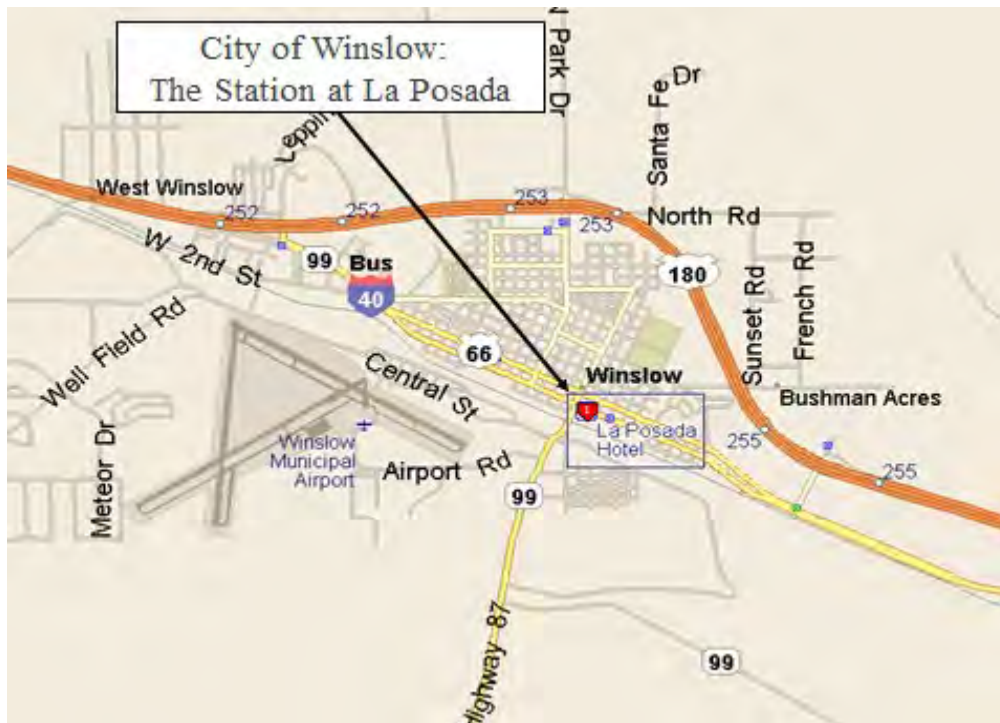 City of Winslow:
The Station at La Posada
N Park Dr
Santa Fe Dr
Leppin
West Winslow
252
252
253
253
North Rd
W 2nd St
99
Bus
40
180
Sunset Rd
French Rd
Well Field Rd
66
Central St
Winslow
Bushman Acres
1
La Posada
Hotel
255
255
Winslow
Municipal
Airport
Airport Rd
Meteor Dr
99
Highway 87
99